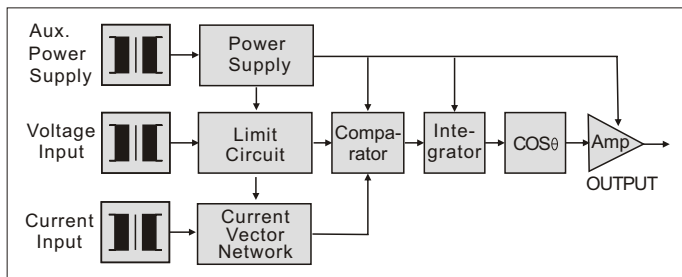 Aux.
Power
Supply
Power
Supply
Voltage
Input
Limit
Circuit
Compa-
rator
Inte-
grator
COSθ
Amp
OUTPUT
Current
Input
Current
Vector
Network